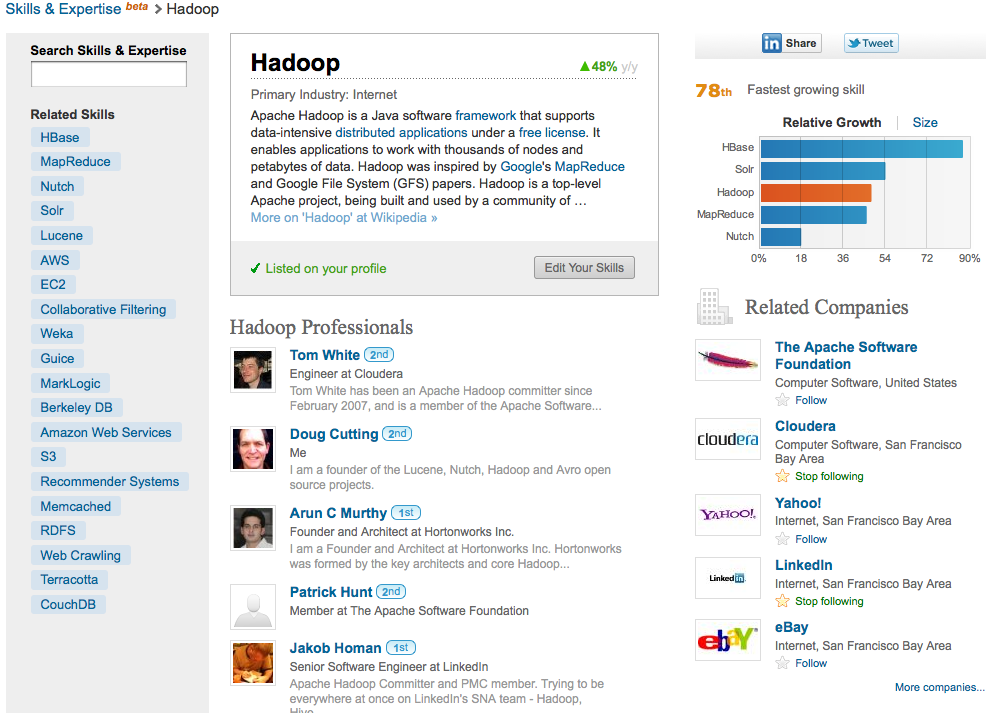 Skills & Expertise beta > Hadoop
Search Skills & Expertise
Related Skills
HBase
MapReduce
Nutch
Solr
Lucene
AWS
EC2
Collaborative Filtering
Weka
Guice
MarkLogic
Berkeley DB
Amazon Web Services
S3
Recommender Systems
Memcached
RDFS
Web Crawling
Terracotta
CouchDB
Hadoop
▲48% y/y
Primary Industry: Internet
Apache Hadoop is a Java software framework that supports
data-intensive distributed applications under a free license. It
enables applications to work with thousands of nodes and
petabytes of data. Hadoop was inspired by Google's MapReduce
and Google File System (GFS) papers. Hadoop is a top-level
Apache project, being built and used by a community of …
More on 'Hadoop' at Wikipedia »
✓ Listed on your profile
Edit Your Skills
Hadoop Professionals
Tom White 2nd
Engineer at Cloudera
Tom White has been an Apache Hadoop committer since
February 2007, and is a member of the Apache Software...
Doug Cutting 2nd
Me
I am a founder of the Lucene, Nutch, Hadoop and Avro open
source projects.
Arun C Murthy 1st
Founder and Architect at Hortonworks Inc.
I am a Founder and Architect at Hortonworks Inc. Hortonworks
was formed by the key architects and core Hadoop...
Patrick Hunt 2nd
Member at The Apache Software Foundation
Jakob Homan 1st
Senior Software Engineer at LinkedIn
Apache Hadoop Committer and PMC member. Trying to be
everywhere at once on LinkedIn's SNA team - Hadoop,
Hive
in Share
Tweet
78th Fastest growing skill
Relative Growth | Size
HBase
Solr
Hadoop
MapReduce
Nutch
0% 18 36 54 72 90%
Related Companies
The Apache Software
Foundation
Computer Software, United States
Follow
cloudera
Cloudera
Computer Software, San Francisco
Bay Area
Stop following
YAHOO!
Yahoo!
Internet, San Francisco Bay Area
Follow
Linked in
LinkedIn
Internet, San Francisco Bay Area
Stop following
ebay
eBay
Internet, San Francisco Bay Area
Follow
More companies...